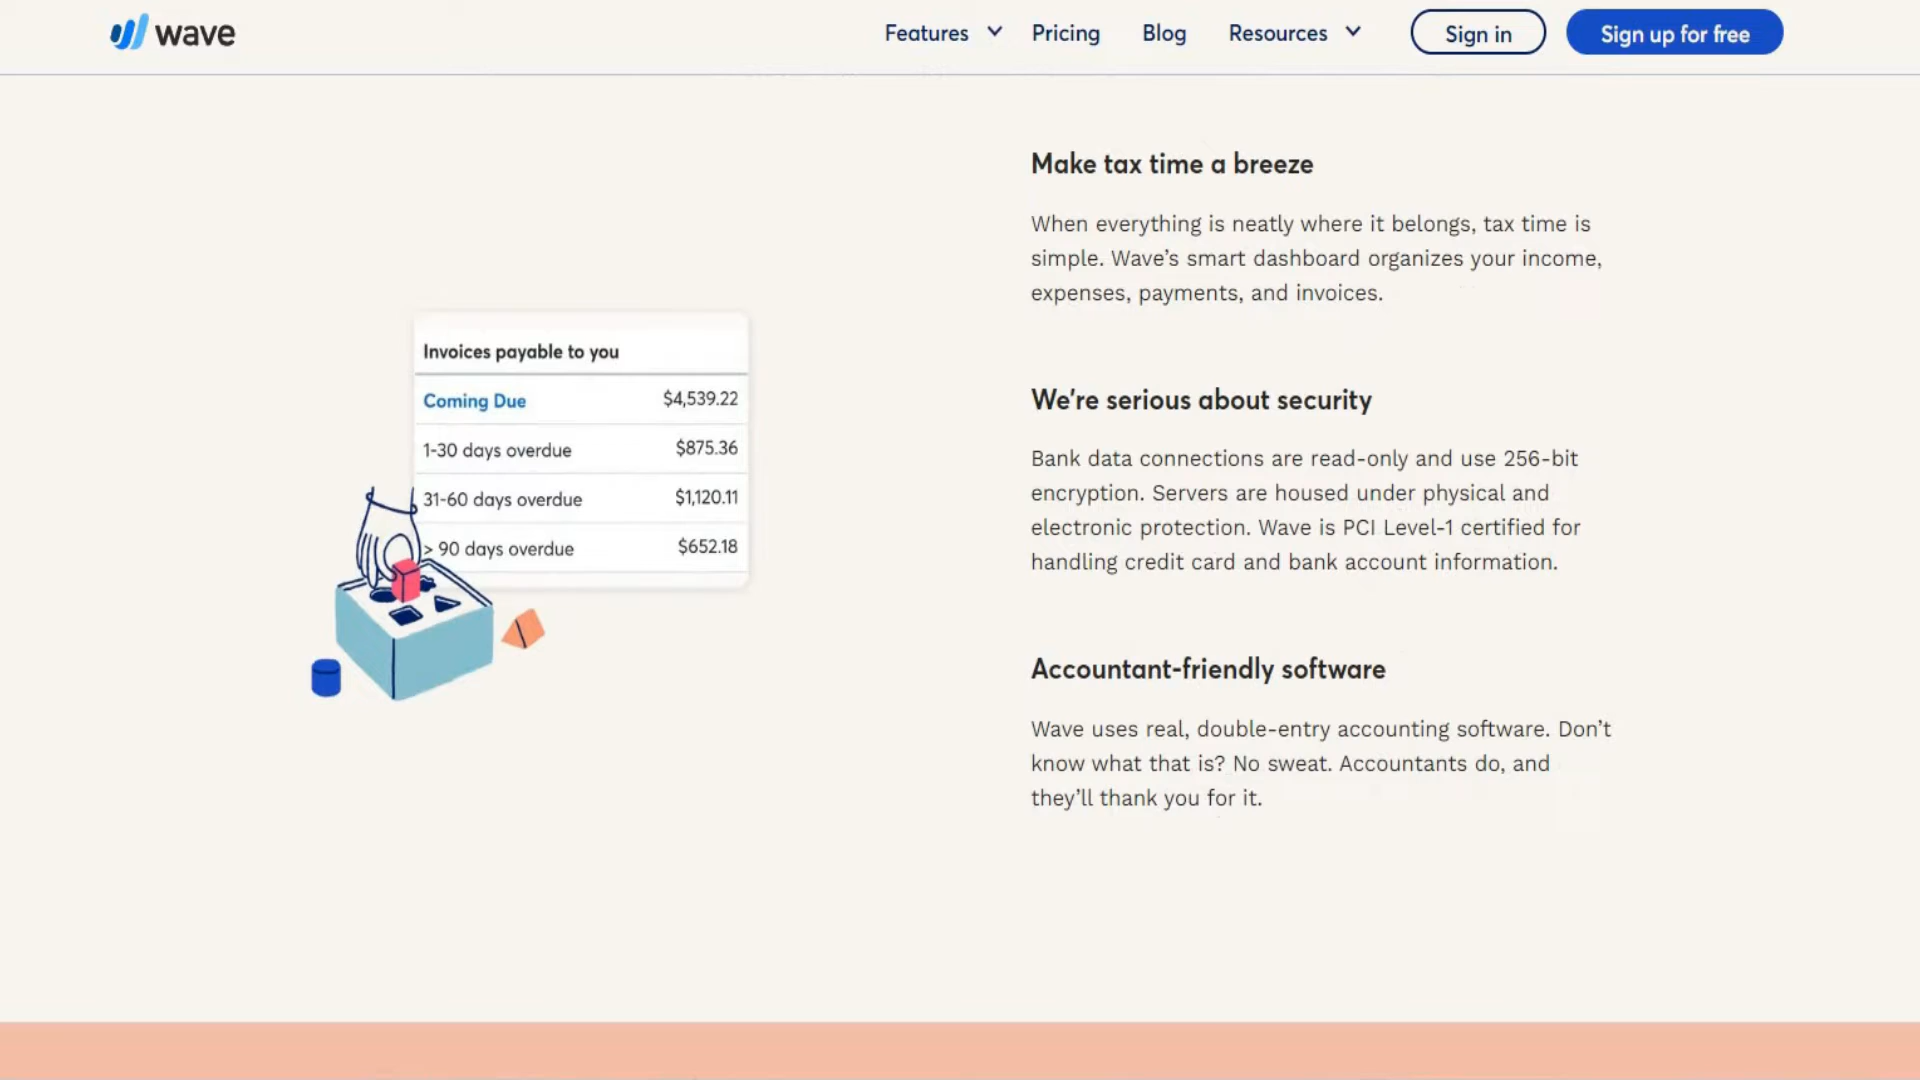 wave
Features
Pricing
Blog
Resources
Sign in
Sign up for free
Invoices payable to you
Coming Due $4,539.22
1-30 days overdue $875.36
31-60 days overdue $1,120.11
> 90 days overdue $652.18
Make tax time a breeze
When everything is neatly where it belongs, tax time is
simple. Wave’s smart dashboard organizes your income,
expenses, payments, and invoices.
We’re serious about security
Bank data connections are read-only and use 256-bit
encryption. Servers are housed under physical and
electronic protection. Wave is PCI Level-1 certified for
handling credit card and bank account information.
Accountant-friendly software
Wave uses real, double-entry accounting software. Don’t
know what that is? No sweat. Accountants do, and
they’ll thank you for it.